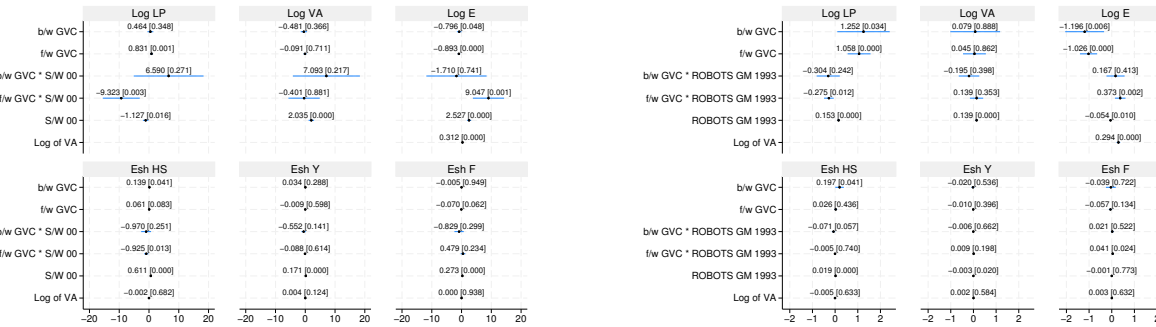 Log LP Log VA Log E
b/w GVC 0.464 [0.348] −0.481 [0.366] −0.796 [0.048]
f/w GVC 0.831 [0.001] −0.091 [0.711] −0.893 [0.000]
b/w GVC * S/W 00 6.590 [0.271] 7.093 [0.217] −1.710 [0.741]
f/w GVC * S/W 00 −9.323 [0.003] −0.401 [0.881] 9.047 [0.001]
S/W 00 −1.127 [0.016] 2.035 [0.000] 2.527 [0.000]
Log of VA 0.312 [0.000]
Esh HS Esh Y Esh F
b/w GVC 0.139 [0.041] 0.034 [0.288] −0.005 [0.949]
f/w GVC 0.061 [0.083] −0.009 [0.598] −0.070 [0.062]
b/w GVC * S/W 00 −0.970 [0.251] −0.552 [0.141] −0.829 [0.299]
f/w GVC * S/W 00 −0.925 [0.013] −0.088 [0.614] 0.479 [0.234]
S/W 00 0.611 [0.000] 0.171 [0.000] 0.273 [0.000]
Log of VA −0.002 [0.682] 0.004 [0.124] 0.000 [0.938]
−20 −10 0 10 20 −20 −10 0 10 20 −20 −10 0 10 20
Log LP Log VA Log E
b/w GVC 1.252 [0.034] 0.079 [0.888] −1.196 [0.006]
f/w GVC 1.058 [0.000] 0.045 [0.862] −1.026 [0.000]
b/w GVC * ROBOTS GM 1993 −0.304 [0.242] −0.195 [0.398] 0.167 [0.413]
f/w GVC * ROBOTS GM 1993 −0.275 [0.012] 0.139 [0.353] 0.373 [0.002]
ROBOTS GM 1993 0.153 [0.000] 0.139 [0.000] −0.054 [0.010]
Log of VA 0.294 [0.000]
Esh HS Esh Y Esh F
b/w GVC 0.197 [0.041] −0.020 [0.536] −0.039 [0.722]
f/w GVC 0.026 [0.436] −0.010 [0.396] −0.057 [0.134]
b/w GVC * ROBOTS GM 1993 −0.071 [0.057] −0.006 [0.662] 0.021 [0.522]
f/w GVC * ROBOTS GM 1993 −0.005 [0.740] 0.009 [0.198] 0.041 [0.024]
ROBOTS GM 1993 0.019 [0.000] −0.003 [0.020] −0.001 [0.773]
Log of VA −0.005 [0.633] 0.002 [0.584] 0.003 [0.632]
−2 −1 0 1 2 −2 −1 0 1 2 −2 −1 0 1 2